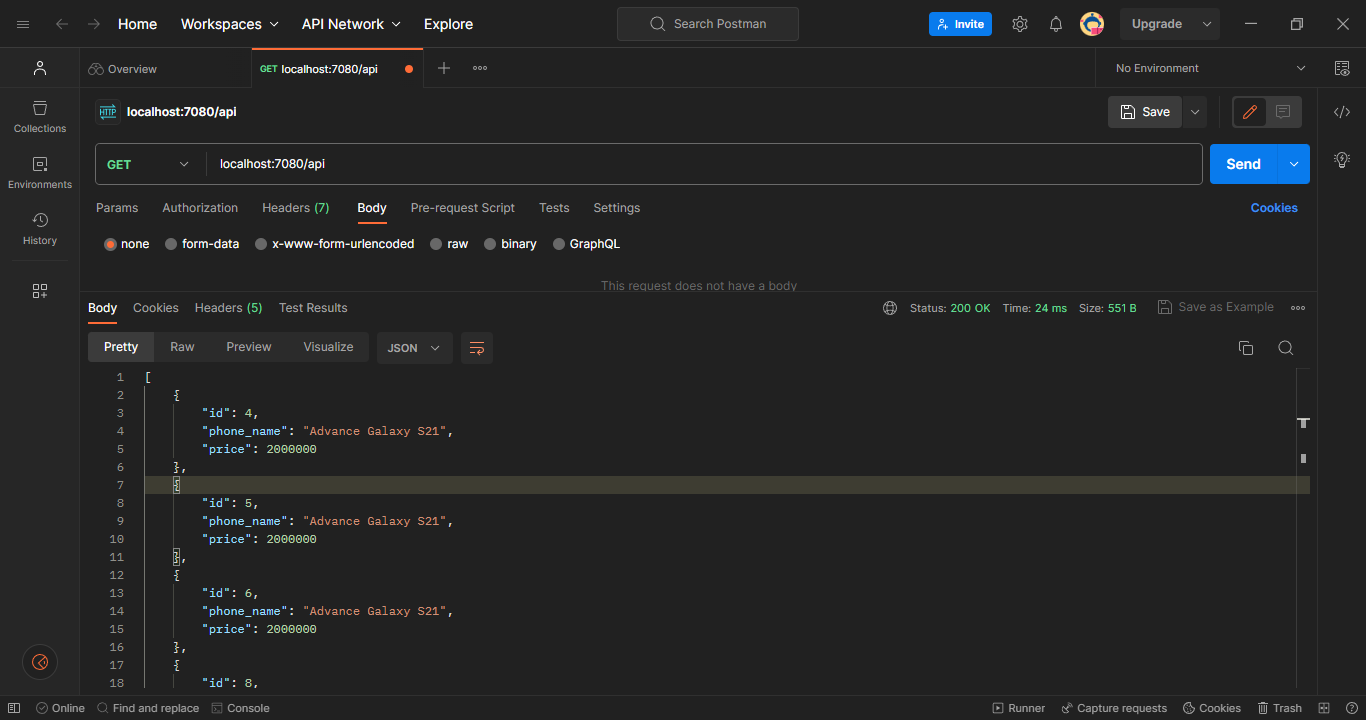 Home Workspaces API Network Explore Search Postman Invite Upgrade
Overview GET localhost:7080/api No Environment
HTTP localhost:7080/api Save
Collections
GET localhost:7080/api Send
Environments
Params Authorization Headers (7) Body Pre-request Script Tests Settings Cookies
History
none form-data x-www-form-urlencoded raw binary GraphQL
This request does not have a body
Body Cookies Headers (5) Test Results Status: 200 OK Time: 24 ms Size: 551 B Save as Example
Pretty Raw Preview Visualize JSON
1 [
2 {
3 "id": 4,
4 "phone_name": "Advance Galaxy S21",
5 "price": 2000000
6 },
7 {
8 "id": 5,
9 "phone_name": "Advance Galaxy S21",
10 "price": 2000000
11 },
12 {
13 "id": 6,
14 "phone_name": "Advance Galaxy S21",
15 "price": 2000000
16 },
17 {
18 "id": 8,
Online Find and replace Console Runner Capture requests Cookies Trash